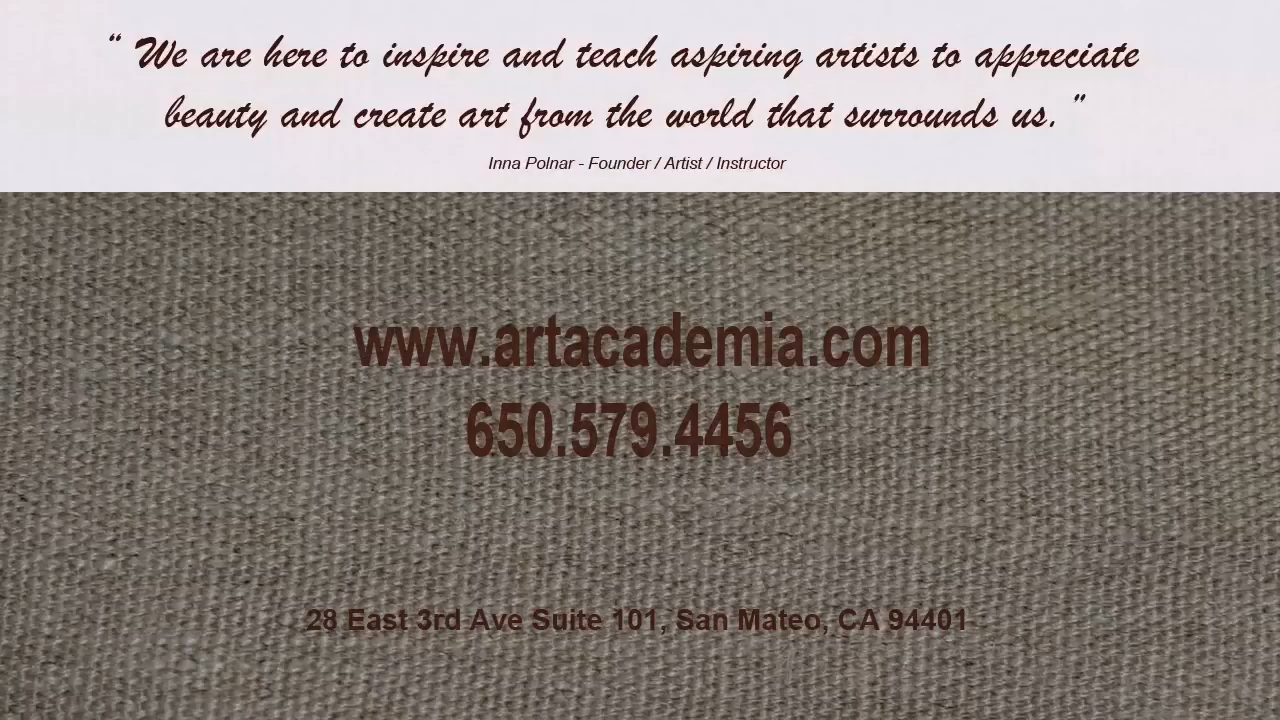 “ We are here to inspire and teach aspiring artists to appreciate
beauty and create art from the world that surrounds us. ”
Inna Polnar - Founder / Artist / Instructor
www.artacademia.com
650.579.4456
28 East 3rd Ave Suite 101, San Mateo, CA 94401